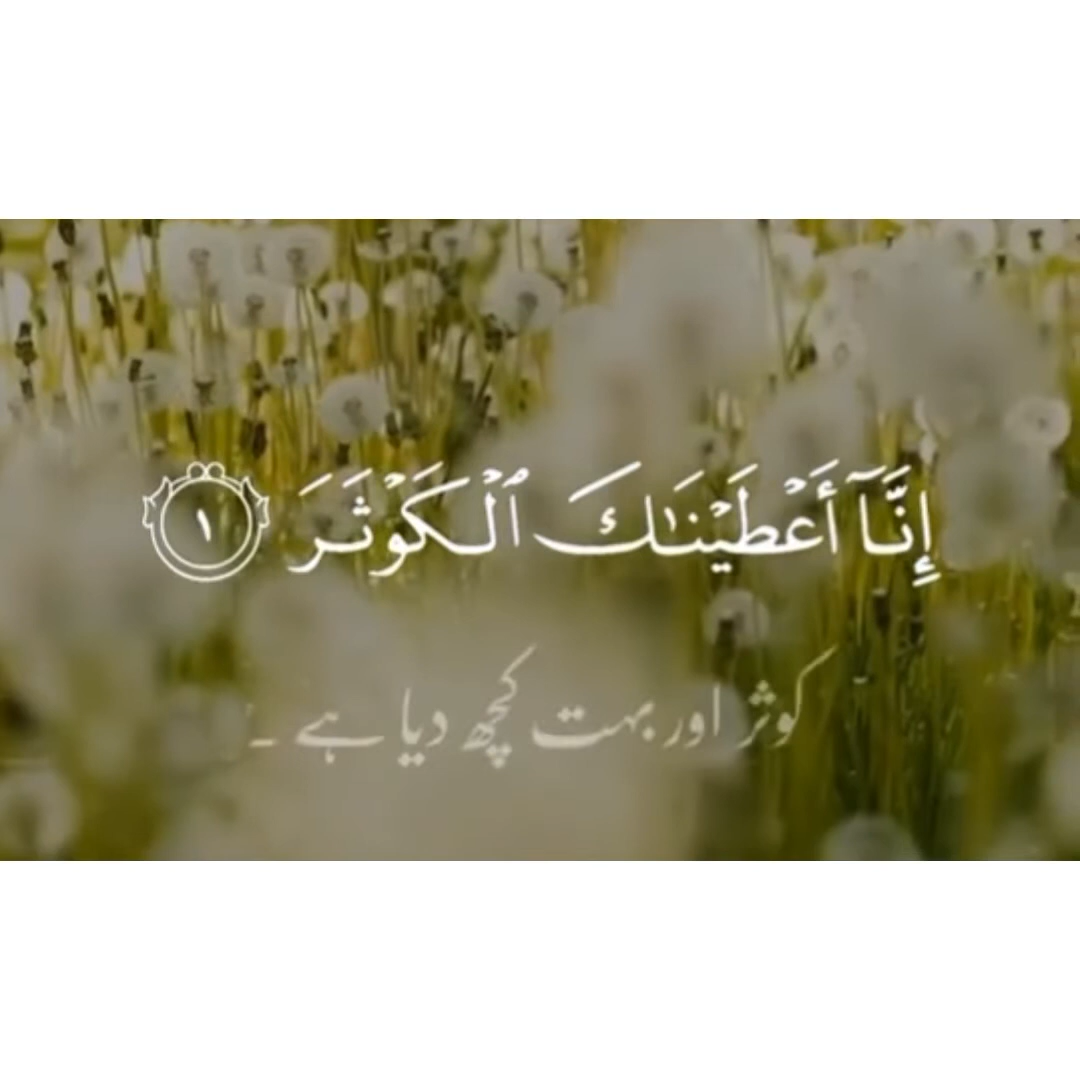 إِنَّآ أَعْطَيْنَـٰكَ ٱلْكَوْثَرَ ١
کوثر اور بہت کچھ دیا ہے ۔